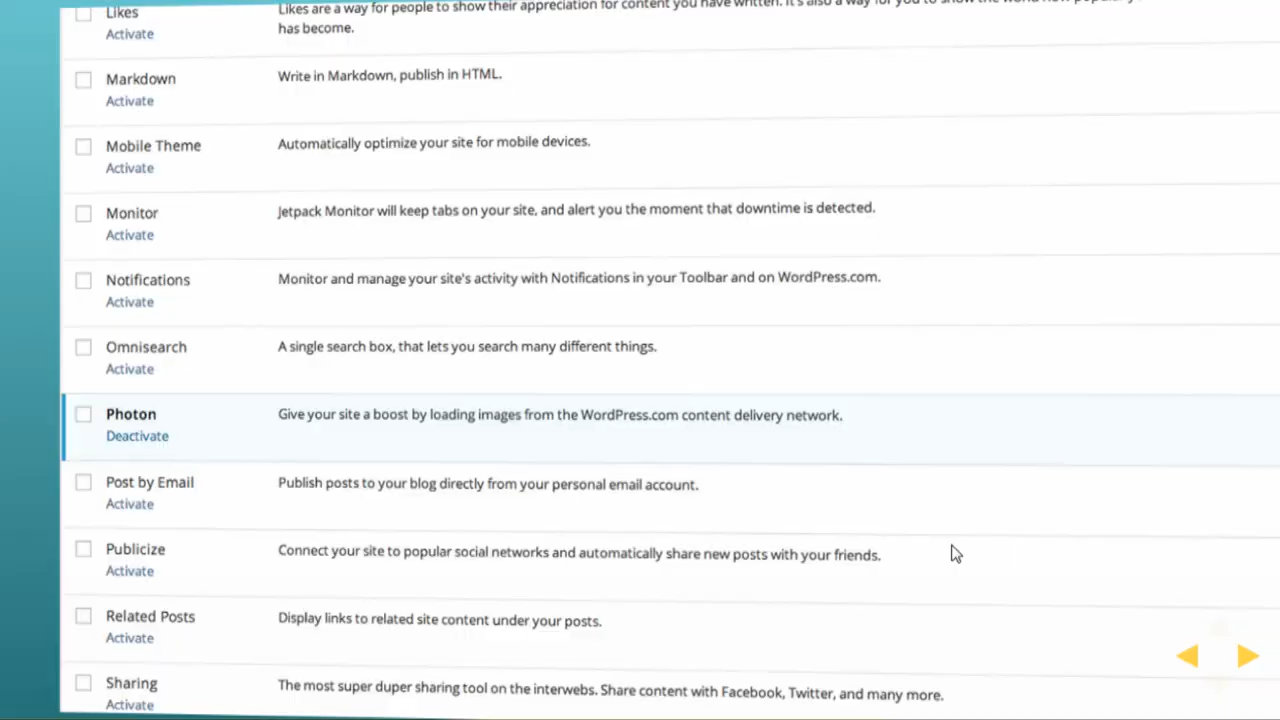 Likes
Likes are a way for people to show their appreciation for content you have written. It's also a way for you to show the world how popular
has become.
Activate
Markdown
Write in Markdown, publish in HTML.
Activate
Mobile Theme
Automatically optimize your site for mobile devices.
Activate
Monitor
Jetpack Monitor will keep tabs on your site, and alert you the moment that downtime is detected.
Activate
Notifications
Monitor and manage your site's activity with Notifications in your Toolbar and on WordPress.com.
Activate
Omnisearch
A single search box, that lets you search many different things.
Activate
Photon
Give your site a boost by loading images from the WordPress.com content delivery network.
Deactivate
Post by Email
Publish posts to your blog directly from your personal email account.
Activate
Publicize
Connect your site to popular social networks and automatically share new posts with your friends.
Activate
Related Posts
Display links to related site content under your posts.
Activate
Sharing
The most super duper sharing tool on the interwebs. Share content with Facebook, Twitter, and many more.
Activate